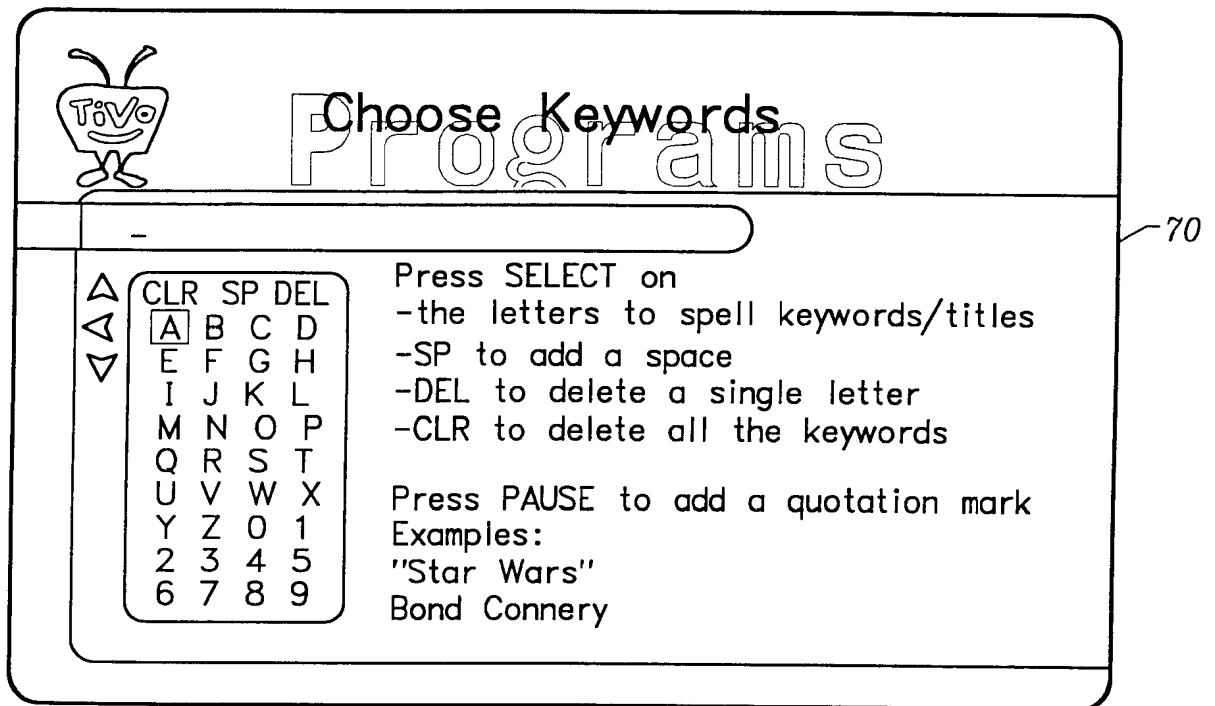 TiVo
Choose Keywords
Programs
70
CLR SP DEL
A B C D
E F G H
I J K L
M N O P
Q R S T
U V W X
Y Z 0 1
2 3 4 5
6 7 8 9
Press SELECT on
-the letters to spell keywords/titles
-SP to add a space
-DEL to delete a single letter
-CLR to delete all the keywords
Press PAUSE to add a quotation mark
Examples:
"Star Wars"
Bond Connery